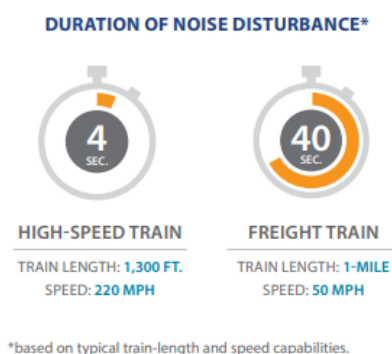 DURATION OF NOISE DISTURBANCE*
4
SEC.
40
SEC.
HIGH-SPEED TRAIN
TRAIN LENGTH: 1,300 FT.
SPEED: 220 MPH
FREIGHT TRAIN
TRAIN LENGTH: 1-MILE
SPEED: 50 MPH
*based on typical train-length and speed capabilities.